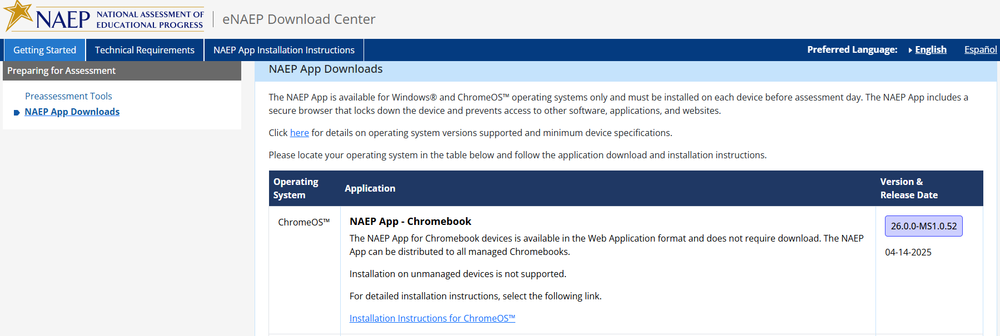 NAEP NATIONAL ASSESSMENT OF
EDUCATIONAL PROGRESS
eNAEP Download Center
Getting Started
Technical Requirements
NAEP App Installation Instructions
Preferred Language:
English
Español
Preparing for Assessment
Preassessment Tools
NAEP App Downloads
NAEP App Downloads
The NAEP App is available for Windows® and ChromeOS™ operating systems only and must be installed on each device before assessment day. The NAEP App includes a
secure browser that locks down the device and prevents access to other software, applications, and websites.
Click here for details on operating system versions supported and minimum device specifications.
Please locate your operating system in the table below and follow the application download and installation instructions.
Operating
System
Application
Version &
Release Date
ChromeOS™
NAEP App - Chromebook
The NAEP App for Chromebook devices is available in the Web Application format and does not require download. The NAEP
App can be distributed to all managed Chromebooks.
Installation on unmanaged devices is not supported.
For detailed installation instructions, select the following link.
Installation Instructions for ChromeOS™
26.0.0-MS1.0.52
04-14-2025